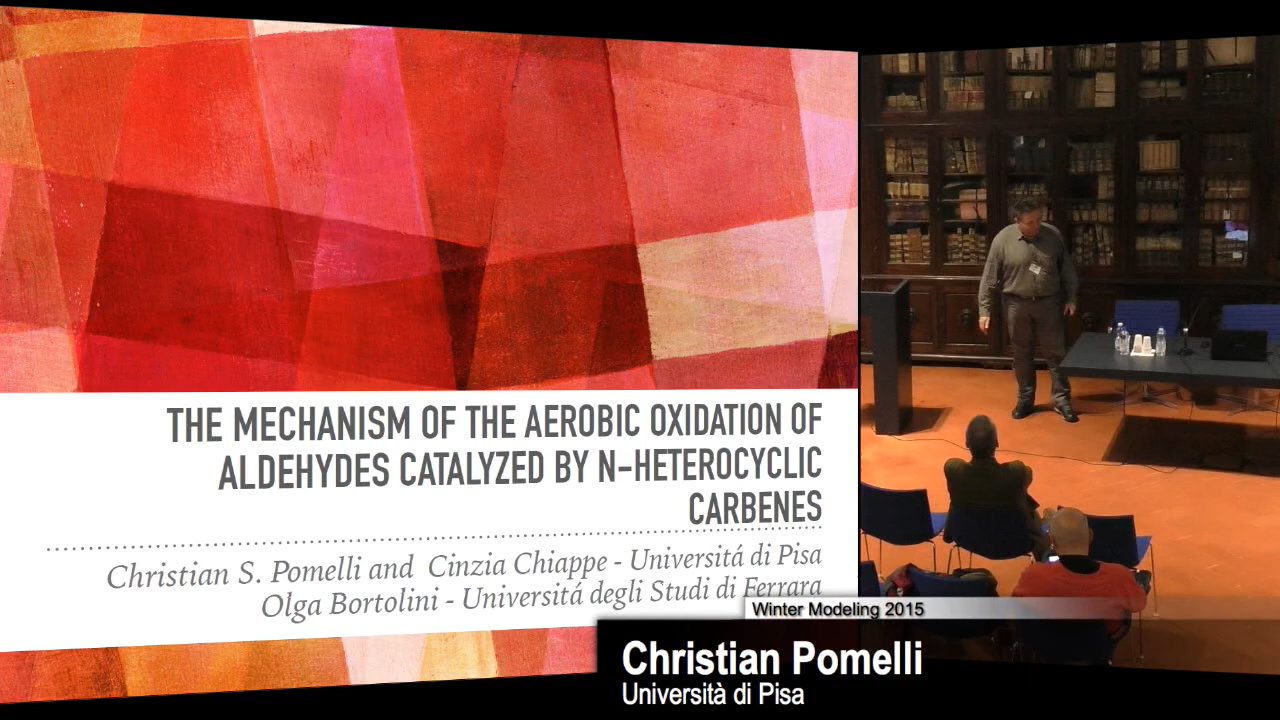 THE MECHANISM OF THE AEROBIC OXIDATION OF
ALDEHYDES CATALYZED BY N-HETEROCYCLIC
CARBENES
Christian S. Pomelli and Cinzia Chiappe - Universitá di Pisa
Olga Bortolini - Universitá degli Studi di Ferrara
Winter Modeling 2015
Christian Pomelli
Università di Pisa